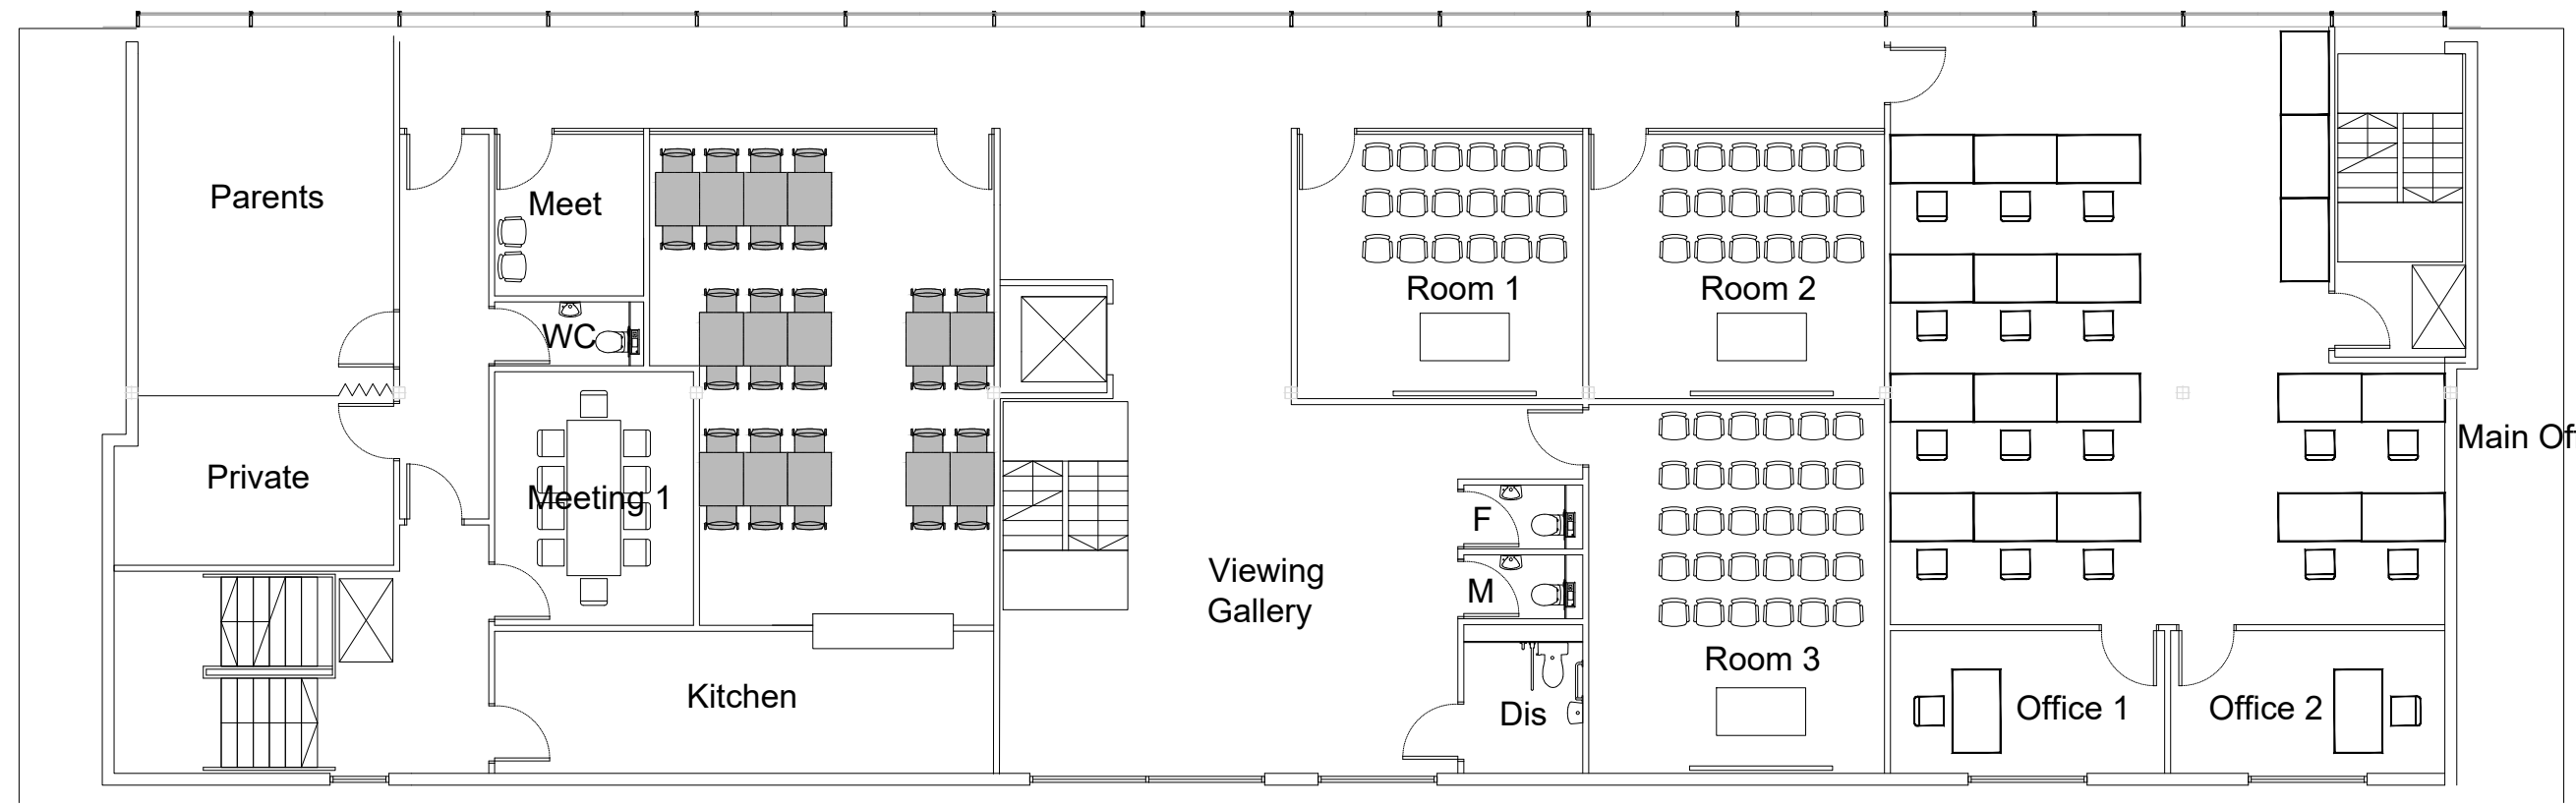 Parents
Meet
WC
Private
Meeting 1
Kitchen
Viewing
Gallery
Room 1
Room 2
F
M
Dis
Room 3
Office 1
Office 2
Main Of